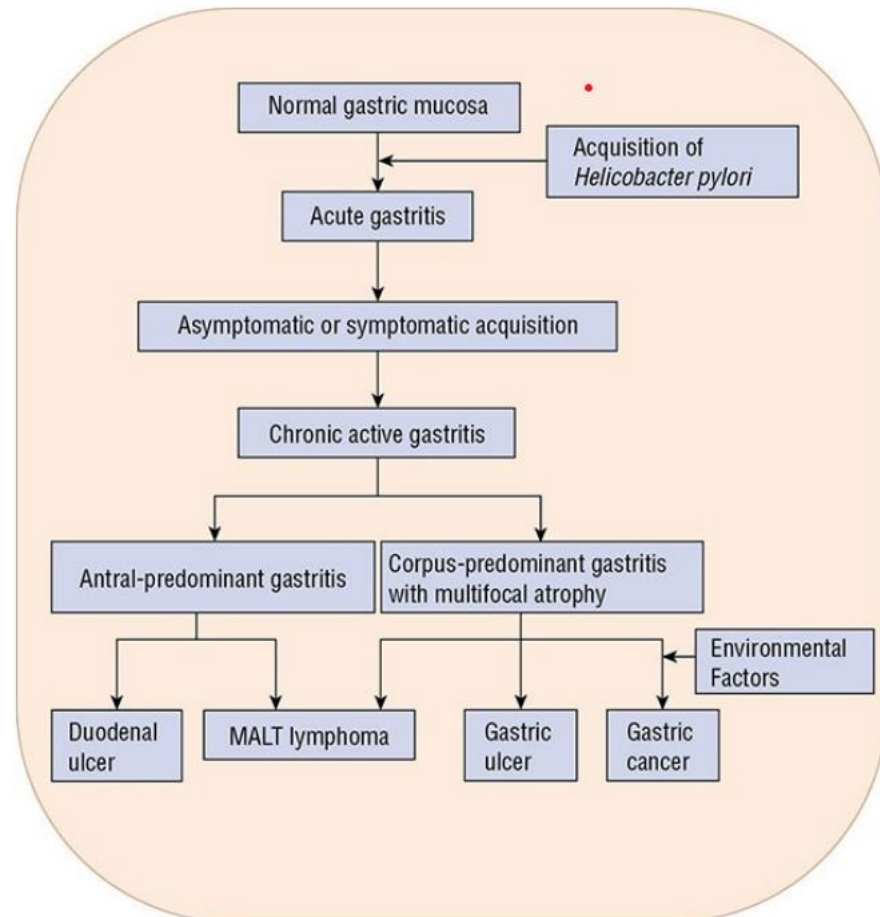 Normal gastric mucosa
Acquisition of
Helicobacter pylori
Acute gastritis
Asymptomatic or symptomatic acquisition
Chronic active gastritis
Antral-predominant gastritis
Corpus-predominant gastritis
with multifocal atrophy
Environmental
Factors
Duodenal
ulcer
MALT lymphoma
Gastric
ulcer
Gastric
cancer